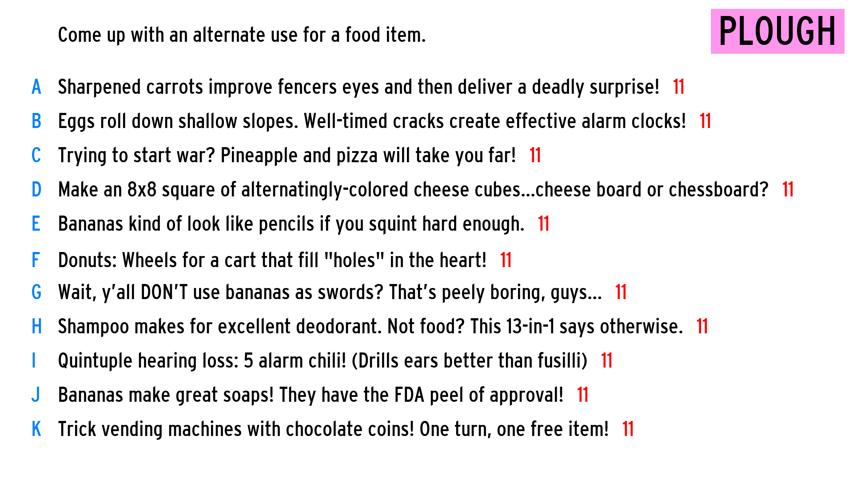 Come up with an alternate use for a food item.
PLOUGH
A Sharpened carrots improve fencers eyes and then deliver a deadly surprise! 11
B Eggs roll down shallow slopes. Well-timed cracks create effective alarm clocks! 11
C Trying to start war? Pineapple and pizza will take you far! 11
D Make an 8x8 square of alternatingly-colored cheese cubes...cheese board or chessboard? 11
E Bananas kind of look like pencils if you squint hard enough. 11
F Donuts: Wheels for a cart that fill "holes" in the heart! 11
G Wait, y'all DON'T use bananas as swords? That's peely boring, guys... 11
H Shampoo makes for excellent deodorant. Not food? This 13-in-1 says otherwise. 11
I Quintuple hearing loss: 5 alarm chili! (Drills ears better than fusilli) 11
J Bananas make great soaps! They have the FDA peel of approval! 11
K Trick vending machines with chocolate coins! One turn, one free item! 11